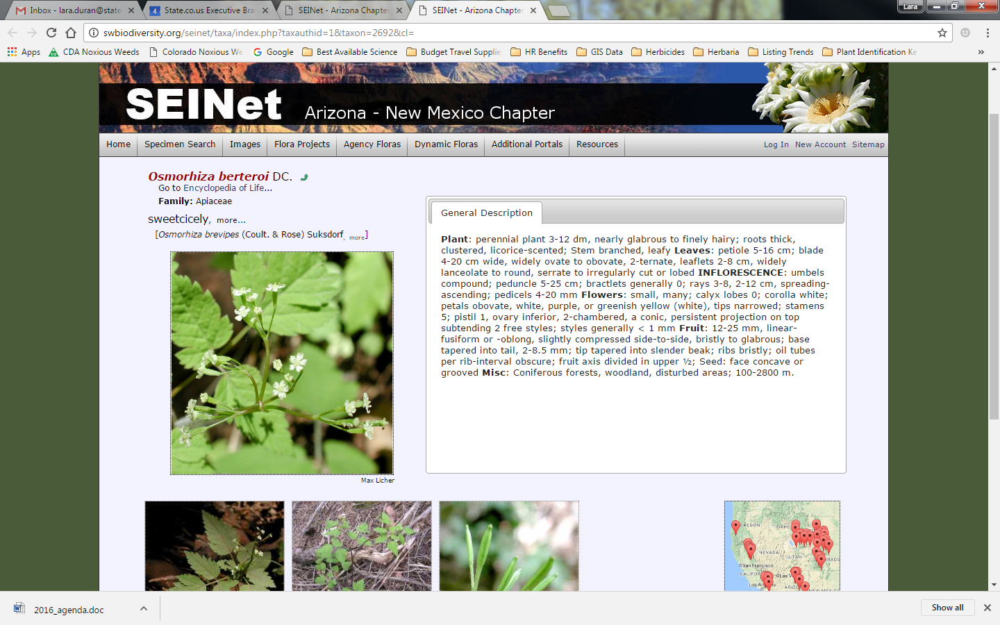 Inbox - lara.duran@state
State.co.us Executive Bra
SEINet - Arizona Chapter
SEINet - Arizona Chapter
Lara
swbiodiversity.org/seinet/taxa/index.php?taxauthid=1&taxon=2692&cl=
Apps
CDA Noxious Weeds
Colorado Noxious We
Google
Best Available Science
Budget Travel Supplie
HR Benefits
GIS Data
Herbicides
Herbaria
Listing Trends
Plant Identification Ke
»
SEINet Arizona - New Mexico Chapter
Home
Specimen Search
Images
Flora Projects
Agency Floras
Dynamic Floras
Additional Portals
Resources
Log In New Account Sitemap
Osmorhiza berteroi DC.
Go to Encyclopedia of Life...
Family: Apiaceae
sweetcicely, more...
[Osmorhiza brevipes (Coult. & Rose) Suksdorf, more]
Max Licher
General Description
Plant: perennial plant 3-12 dm, nearly glabrous to finely hairy; roots thick,
clustered, licorice-scented; Stem branched, leafy Leaves: petiole 5-16 cm; blade
4-20 cm wide, widely ovate to obovate, 2-ternate, leaflets 2-8 cm, widely
lanceolate to round, serrate to irregularly cut or lobed INFLORESCENCE: umbels
compound; peduncle 5-25 cm; bractlets generally 0; rays 3-8, 2-12 cm, spreading-
ascending; pedicels 4-20 mm Flowers: small, many; calyx lobes 0; corolla white;
petals obovate, white, purple, or greenish yellow (white), tips narrowed; stamens
5; pistil 1, ovary inferior, 2-chambered, a conic, persistent projection on top
subtending 2 free styles; styles generally < 1 mm Fruit: 12-25 mm, linear-
fusiform or -oblong, slightly compressed side-to-side, bristly to glabrous; base
tapered into tail, 2-8.5 mm; tip tapered into slender beak; ribs bristly; oil tubes
per rib-interval obscure; fruit axis divided in upper ½; Seed: face concave or
grooved Misc: Coniferous forests, woodland, disturbed areas; 100-2800 m.
OREGON
IDAHO
NEVADA
UTAH
San Francisco
CALIFO
Las V
Los A
ARIZ
NEW MEXIC
2016_agenda.doc
Show all